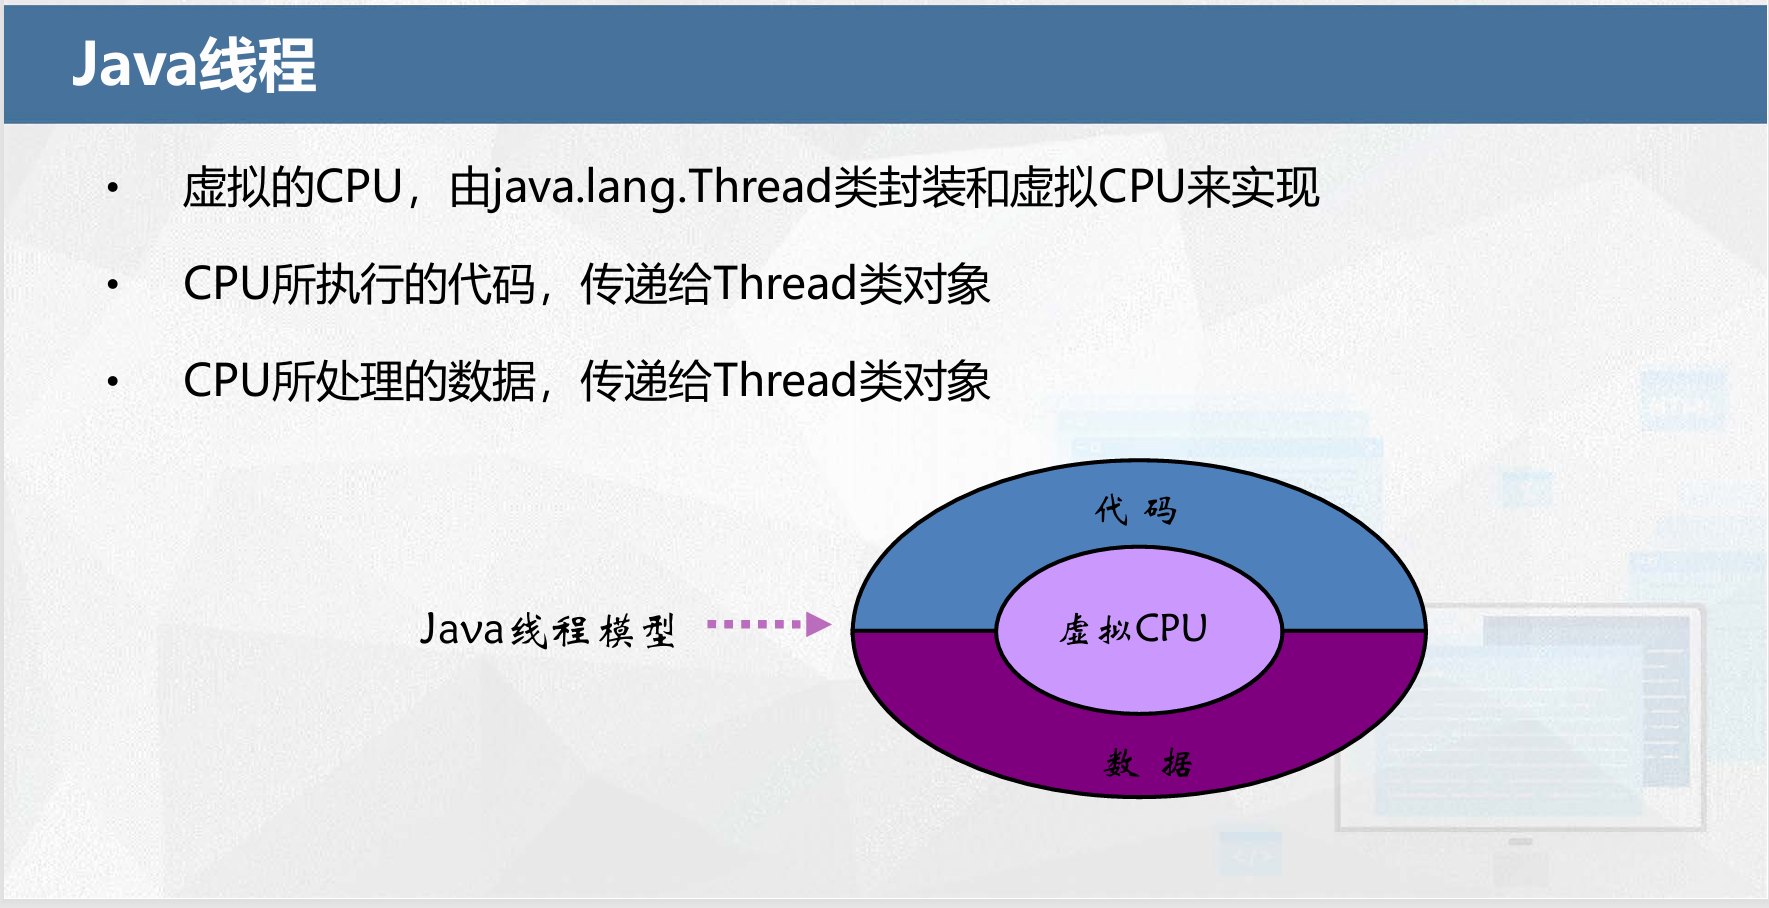 Java线程
• 虚拟的CPU，由java.lang.Thread类封装和虚拟CPU来实现
• CPU所执行的代码，传递给Thread类对象
• CPU所处理的数据，传递给Thread类对象
代 码
Java线程模型
虚拟CPU
数 据